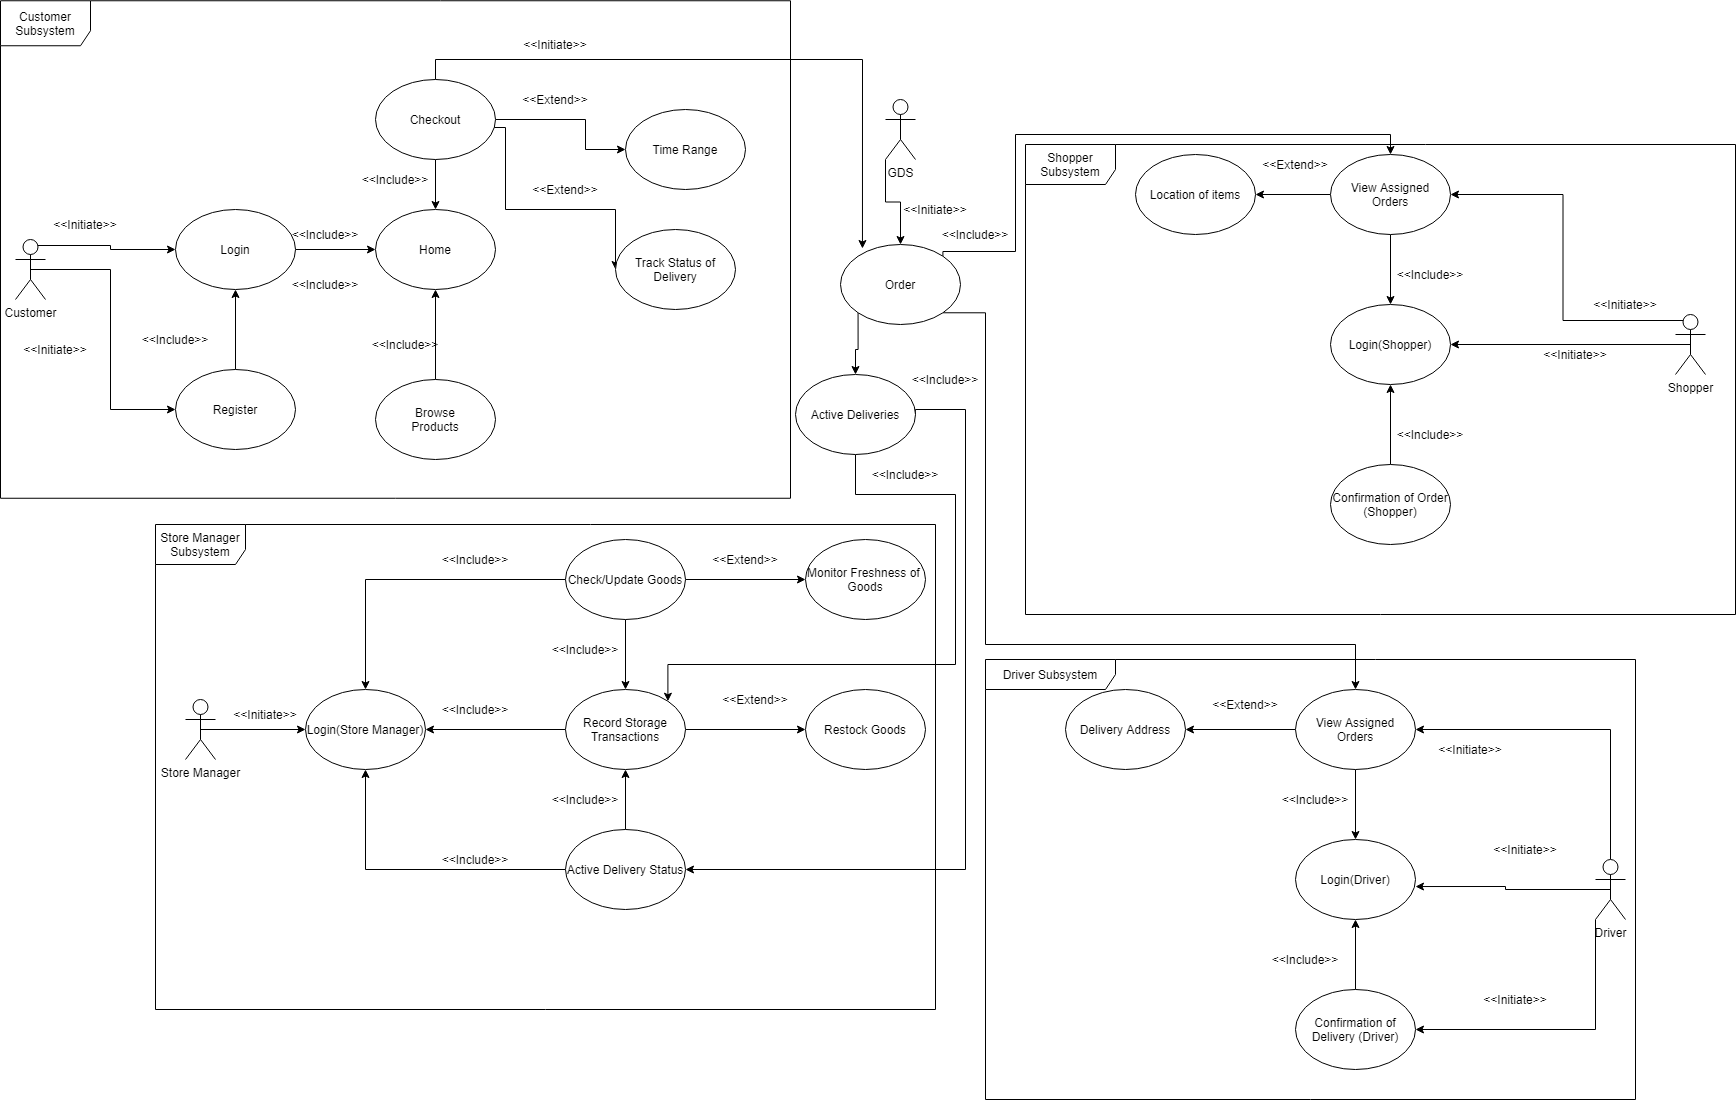 Customer
Subsystem
<<Initiate>>
Checkout
<<Extend>>
Time Range
<<Include>>
<<Extend>>
<<Initiate>>
Login
<<Include>>
Home
Track Status of
Delivery
Customer
<<Include>>
<<Initiate>>
<<Include>>
<<Include>>
Register
Browse
Products
GDS
<<Initiate>>
<<Include>>
Order
Active Deliveries
<<Include>>
<<Include>>
Shopper
Subsystem
<<Extend>>
Location of items
View Assigned
Orders
<<Include>>
<<Initiate>>
Login(Shopper)
<<Initiate>>
Shopper
<<Include>>
Confirmation of Order
(Shopper)
Store Manager
Subsystem
<<Include>>
Check/Update Goods
<<Extend>>
Monitor Freshness of
Goods
<<Include>>
<<Initiate>>
Login(Store Manager)
<<Include>>
Record Storage
Transactions
<<Extend>>
Restock Goods
Store Manager
<<Include>>
<<Include>>
Active Delivery Status
Driver Subsystem
<<Extend>>
Delivery Address
View Assigned
Orders
<<Initiate>>
<<Include>>
<<Initiate>>
Login(Driver)
Driver
<<Include>>
<<Initiate>>
Confirmation of
Delivery (Driver)